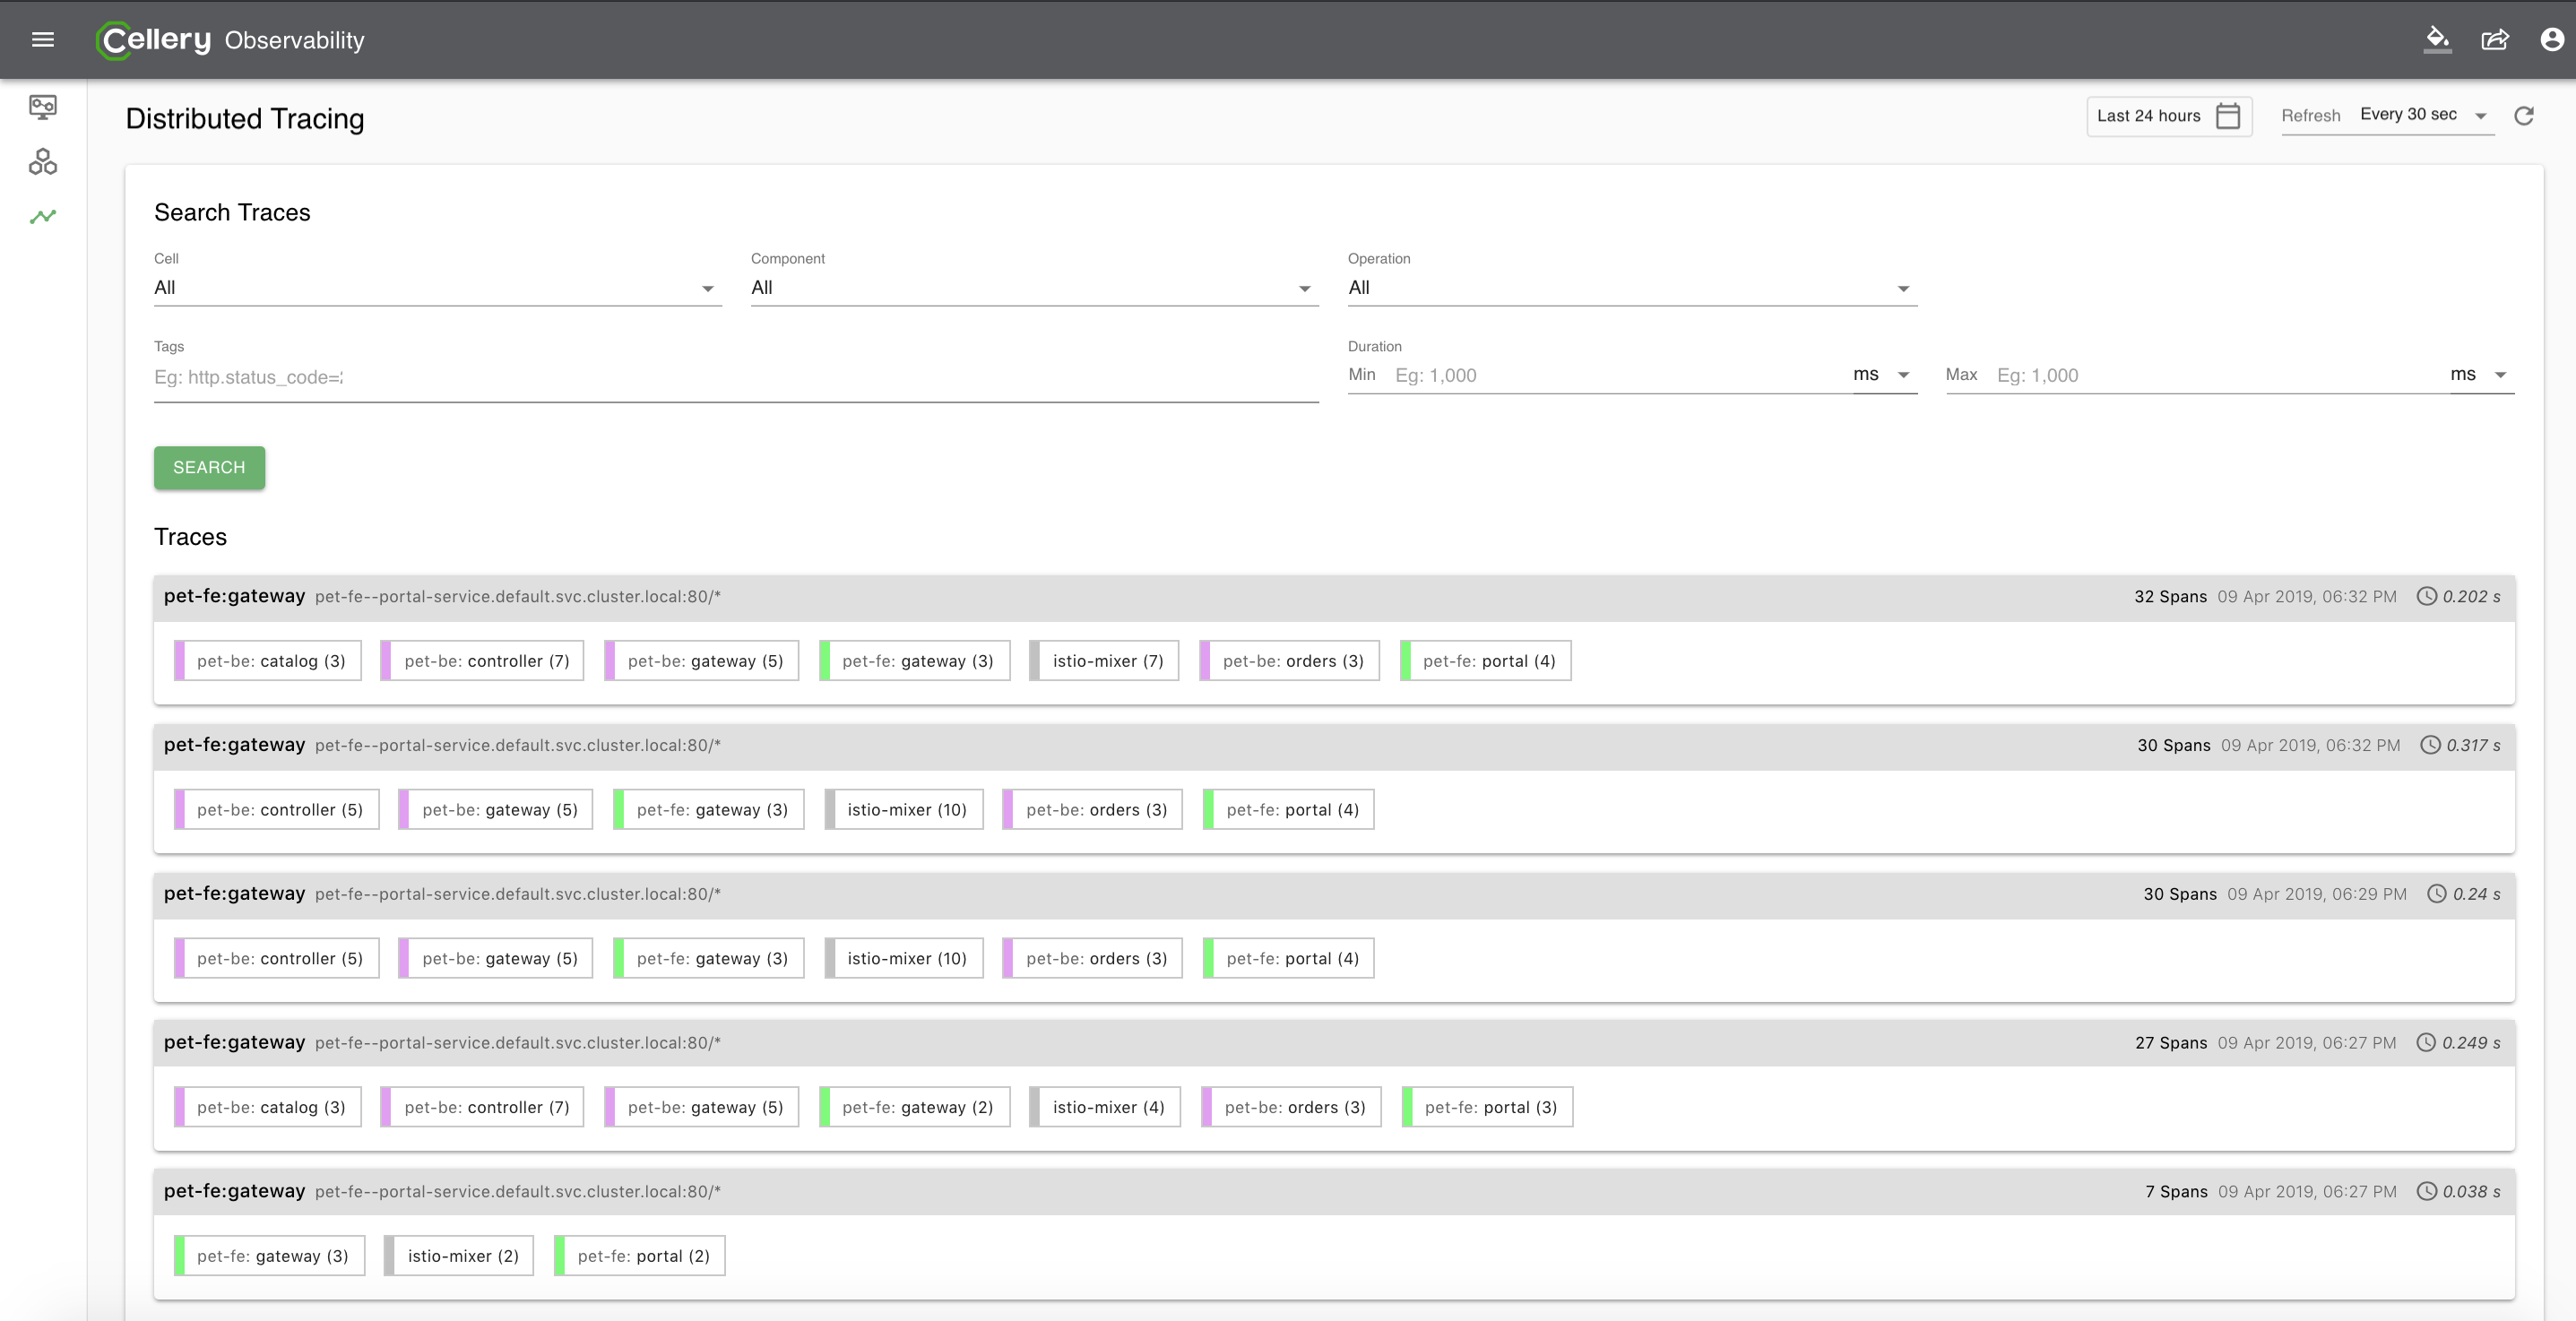 Cellery Observability
Distributed Tracing
Last 24 hours
Refresh Every 30 sec
Search Traces
Cell
All
Component
All
Operation
All
Tags
Eg: http.status_code=
Duration
Min Eg: 1,000 ms
Max Eg: 1,000 ms
SEARCH
Traces
pet-fe:gateway pet-fe--portal-service.default.svc.cluster.local:80/* 32 Spans 09 Apr 2019, 06:32 PM 0.202 s
pet-be: catalog (3) pet-be: controller (7) pet-be: gateway (5) pet-fe: gateway (3) istio-mixer (7) pet-be: orders (3) pet-fe: portal (4)
pet-fe:gateway pet-fe--portal-service.default.svc.cluster.local:80/* 30 Spans 09 Apr 2019, 06:32 PM 0.317 s
pet-be: controller (5) pet-be: gateway (5) pet-fe: gateway (3) istio-mixer (10) pet-be: orders (3) pet-fe: portal (4)
pet-fe:gateway pet-fe--portal-service.default.svc.cluster.local:80/* 30 Spans 09 Apr 2019, 06:29 PM 0.24 s
pet-be: controller (5) pet-be: gateway (5) pet-fe: gateway (3) istio-mixer (10) pet-be: orders (3) pet-fe: portal (4)
pet-fe:gateway pet-fe--portal-service.default.svc.cluster.local:80/* 27 Spans 09 Apr 2019, 06:27 PM 0.249 s
pet-be: catalog (3) pet-be: controller (7) pet-be: gateway (5) pet-fe: gateway (2) istio-mixer (4) pet-be: orders (3) pet-fe: portal (3)
pet-fe:gateway pet-fe--portal-service.default.svc.cluster.local:80/* 7 Spans 09 Apr 2019, 06:27 PM 0.038 s
pet-fe: gateway (3) istio-mixer (2) pet-fe: portal (2)